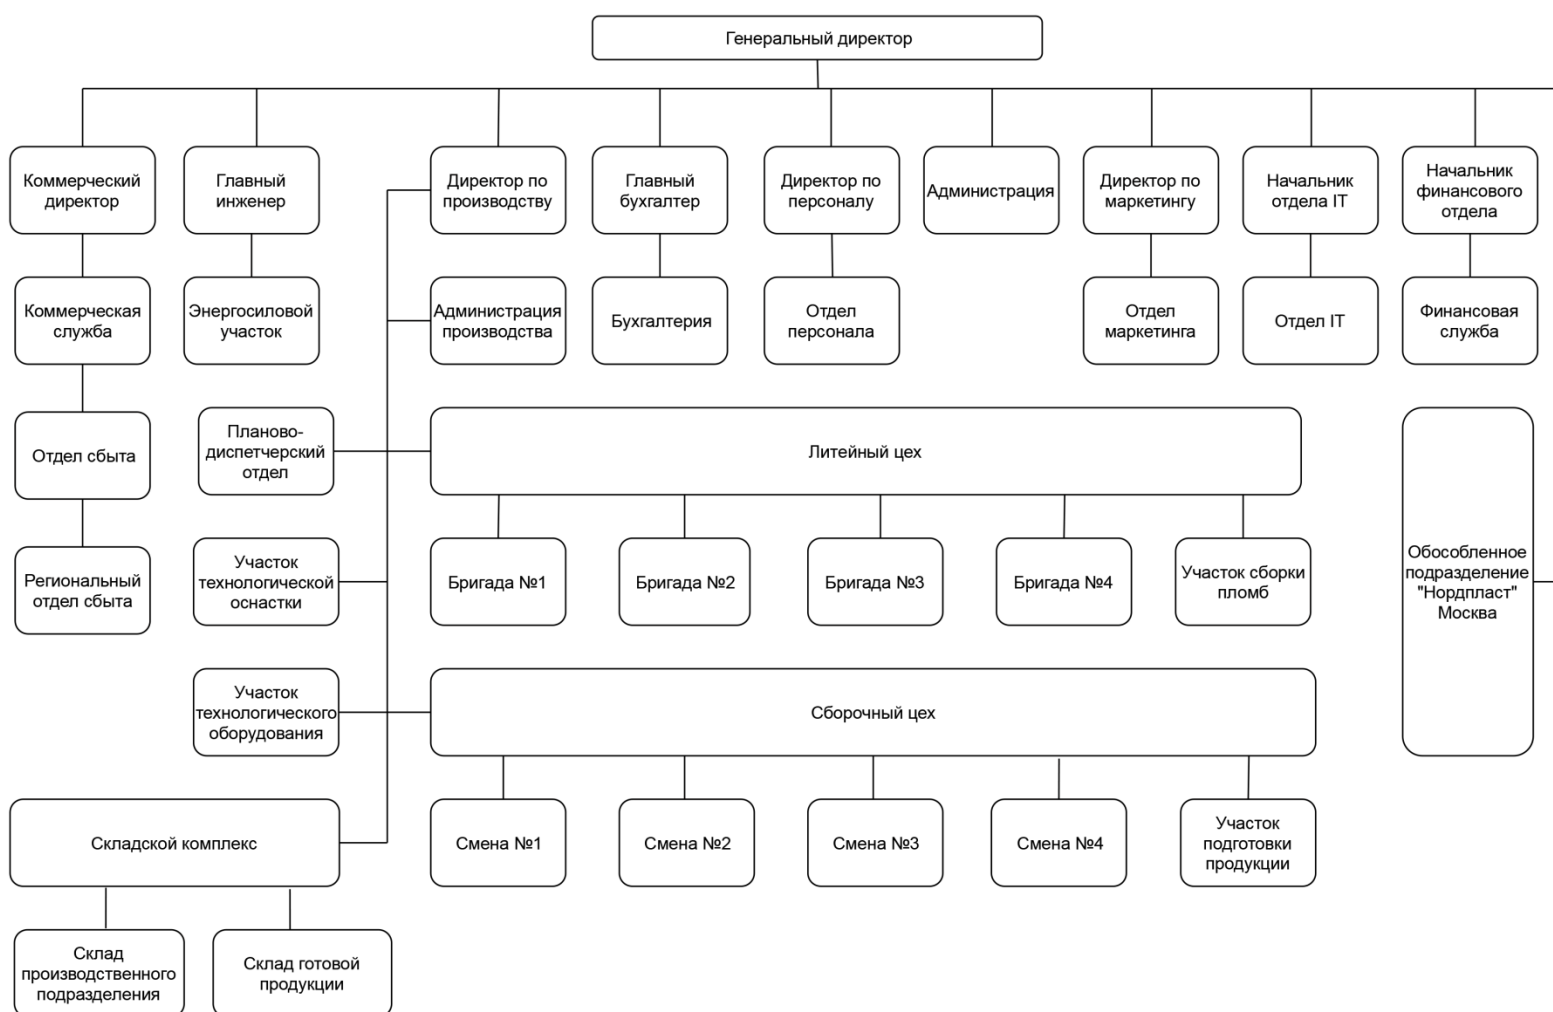 Генеральный директор
Коммерческий
директор
Главный
инженер
Директор по
производству
Главный
бухгалтер
Директор по
персоналу
Администрация
Директор по
маркетингу
Начальник
отдела IT
Начальник
финансового
отдела
Коммерческая
служба
Энергосиловой
участок
Администрация
производства
Бухгалтерия
Отдел
персонала
Отдел
маркетинга
Отдел IT
Финансовая
служба
Отдел сбыта
Планово-
диспетчерский
отдел
Литейный цех
Региональный
отдел сбыта
Участок
технологической
оснастки
Бригада №1
Бригада №2
Бригада №3
Бригада №4
Участок сборки
пломб
Обособленное
подразделение
"Нордпласт"
Москва
Участок
технологического
оборудования
Сборочный цех
Складской комплекс
Смена №1
Смена №2
Смена №3
Смена №4
Участок
подготовки
продукции
Склад
производственного
подразделения
Склад готовой
продукции